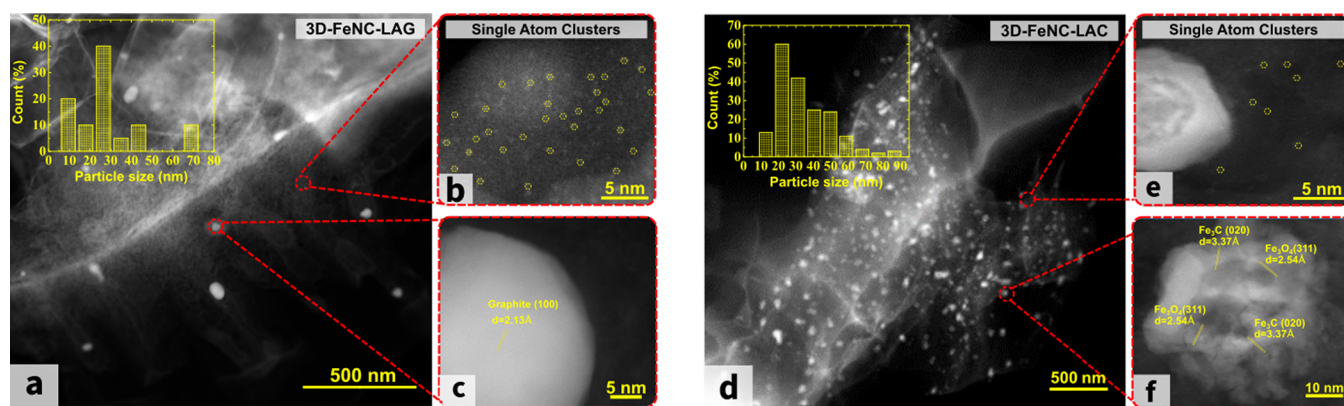 3D-FeNC-LAG
50
40
30
20
10
0
Count (%)
0 10 20 30 40 50 60 70 80
Particle size (nm)
a
500 nm
Single Atom Clusters
b
5 nm
Graphite (100)
d=2.13Å
c
5 nm
3D-FeNC-LAC
70
60
50
40
30
20
10
0
Count (%)
0 10 20 30 40 50 60 70 80 90
Particle size (nm)
d
500 nm
Single Atom Clusters
e
5 nm
Fe₃C (020)
d=3.37Å
Fe₃O₄(311)
d=2.54Å
Fe₃O₄(311)
d=2.54Å
Fe₃C (020)
d=3.37Å
f
10 nm